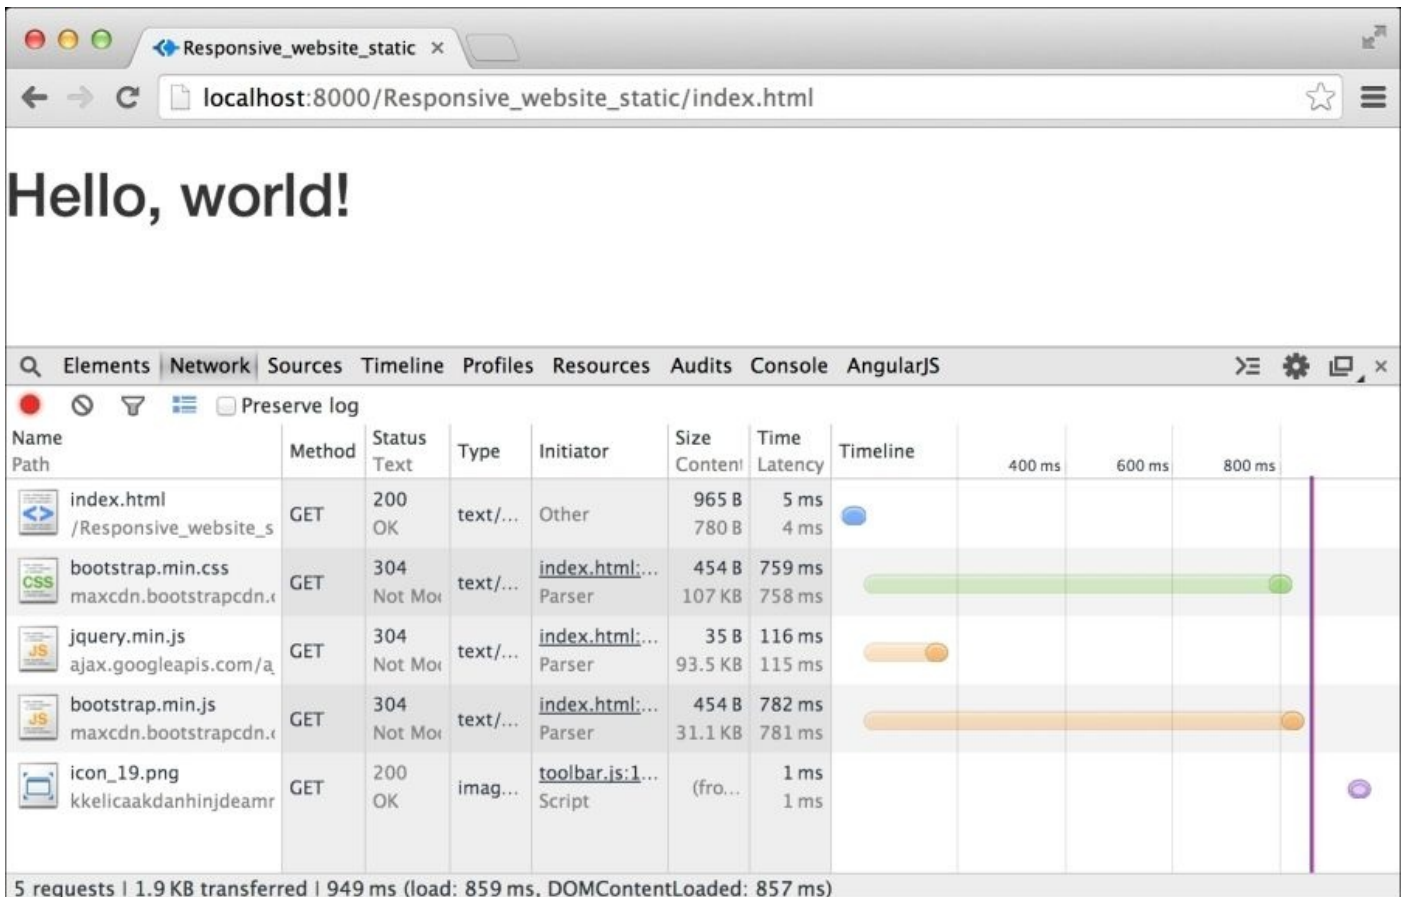 Responsive_website_static ×
localhost:8000/Responsive_website_static/index.html
Hello, world!
Elements Network Sources Timeline Profiles Resources Audits Console AngularJS
Preserve log
Name Method Status Type Initiator Size Time Timeline
Path Text Content Latency 400 ms 600 ms 800 ms
index.html GET 200 text/... Other 965 B 5 ms
/Responsive_website_s OK 780 B 4 ms
CSS bootstrap.min.css GET 304 text/... index.html:... 454 B 759 ms
maxcdn.bootstrapcdn.c Not Moc Parser 107 KB 758 ms
JS jquery.min.js GET 304 text/... index.html:... 35 B 116 ms
ajax.googleapis.com/a Not Moc Parser 93.5 KB 115 ms
JS bootstrap.min.js GET 304 text/... index.html:... 454 B 782 ms
maxcdn.bootstrapcdn.c Not Moc Parser 31.1 KB 781 ms
icon_19.png GET 200 imag... toolbar.js:1... (fro... 1 ms
kkelicaakdanhinjdeamr OK Script 1 ms
5 requests | 1.9 KB transferred | 949 ms (load: 859 ms, DOMContentLoaded: 857 ms)